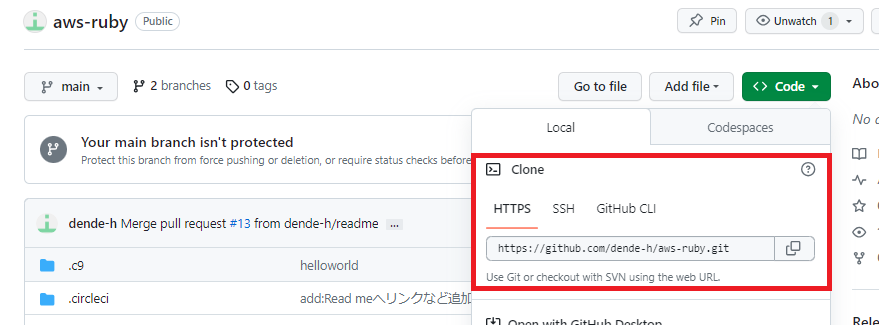 aws-ruby Public Pin Unwatch 1
main 2 branches 0 tags Go to file Add file Code
Abo
Local Codespaces
No
Your main branch isn't protected
Protect this branch from force pushing or deletion, or require status checks before
Clone
HTTPS SSH GitHub CLI
dende-h Merge pull request #13 from dende-h/readme ...
https://github.com/dende-h/aws-ruby.git
.c9 helloworld
Use Git or checkout with SVN using the web URL.
.circleci add:Read meへリンクなど追加
Open with GitHub Desktop
Rele